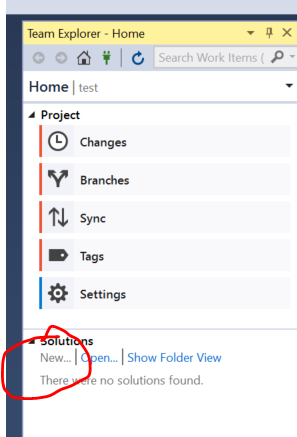 Team Explorer - Home
Search Work Items (
Home | test
Project
Changes
Branches
Sync
Tags
Settings
Solutions
New... | Open... | Show Folder View
There were no solutions found.